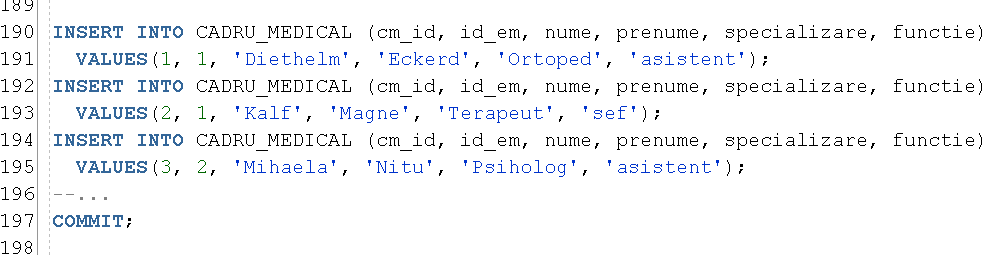 189
190 INSERT INTO CADRU_MEDICAL (cm_id, id_em, nume, prenume, specializare, functie)
191   VALUES(1, 1, 'Diethelm', 'Eckerd', 'Ortoped', 'asistent');
192 INSERT INTO CADRU_MEDICAL (cm_id, id_em, nume, prenume, specializare, functie)
193   VALUES(2, 1, 'Kalf', 'Magne', 'Terapeut', 'sef');
194 INSERT INTO CADRU_MEDICAL (cm_id, id_em, nume, prenume, specializare, functie)
195   VALUES(3, 2, 'Mihaela', 'Nitu', 'Psiholog', 'asistent');
196 --...
197 COMMIT;
198